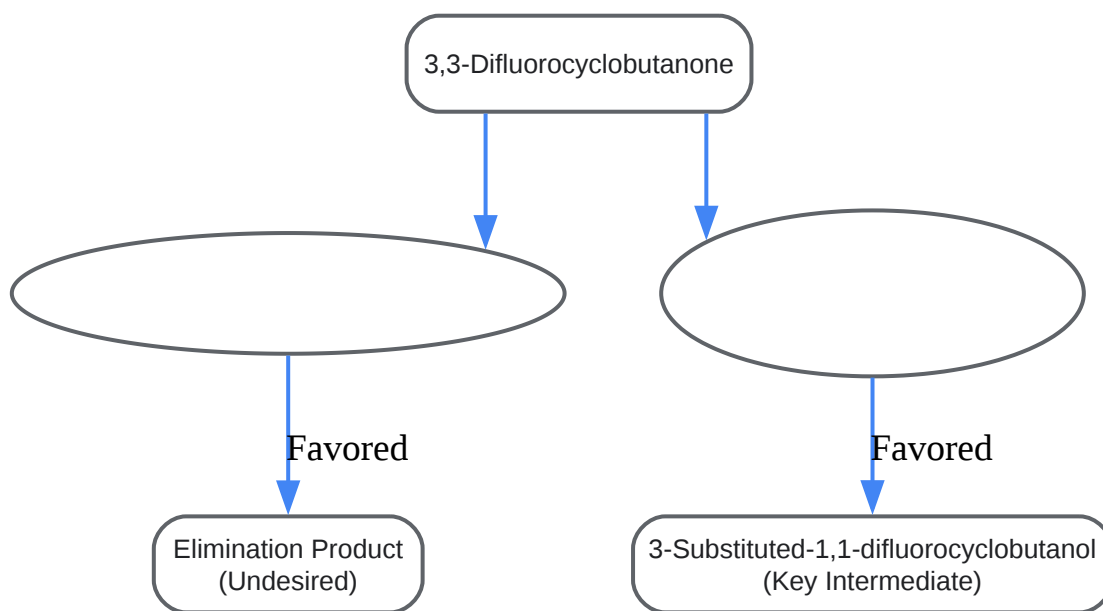 3,3-Difluorocyclobutanone
Favored
Favored
Elimination Product
(Undesired)
3-Substituted-1,1-difluorocyclobutanol
(Key Intermediate)